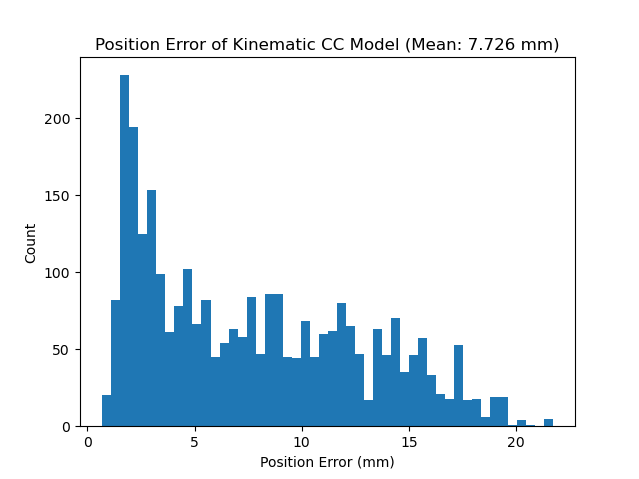 Position Error of Kinematic CC Model (Mean: 7.726 mm)
200
150
100
50
0
Count
0 5 10 15 20
Position Error (mm)